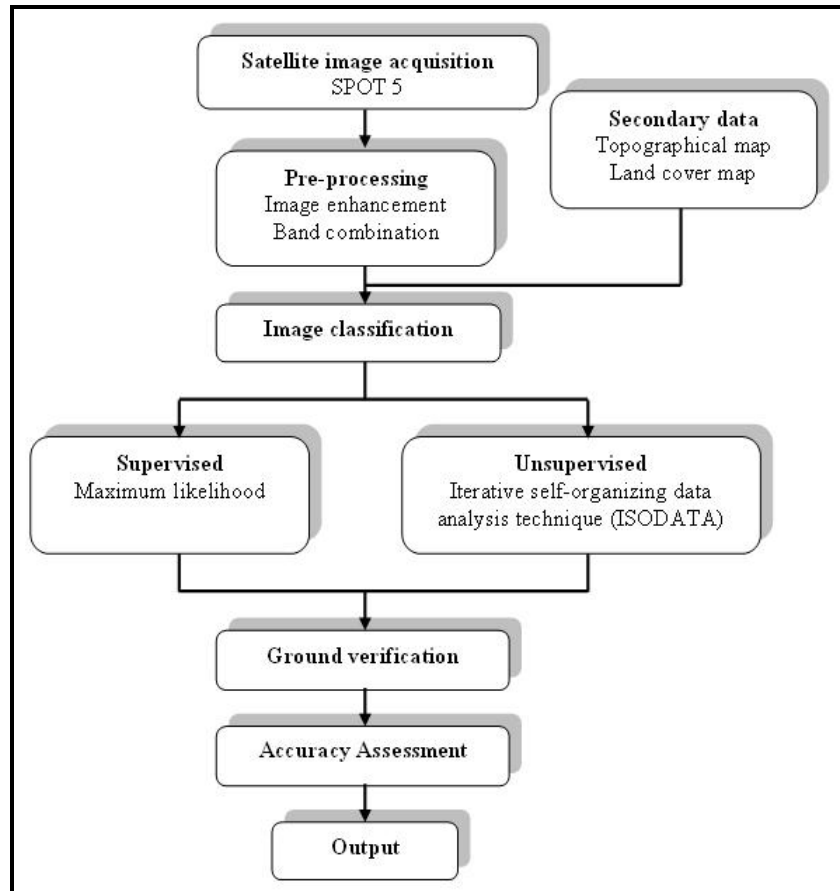 Satellite image acquisition
SPOT 5
Secondary data
Topographical map
Land cover map
Pre-processing
Image enhancement
Band combination
Image classification
Supervised
Maximum likelihood
Unsupervised
Iterative self-organizing data
analysis technique (ISODATA)
Ground verification
Accuracy Assessment
Output